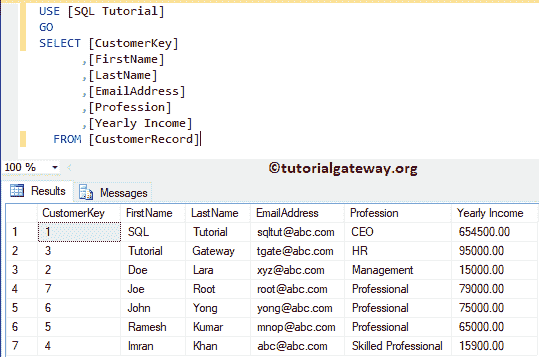 USE [SQL Tutorial]
GO
SELECT [CustomerKey]
,[FirstName]
,[LastName]
,[EmailAddress]
,[Profession]
,[Yearly Income]
FROM [CustomerRecord]
100 %
©tutorialgateway.org
Results Messages
CustomerKey FirstName LastName EmailAddress Profession Yearly Income
1 1 SQL Tutorial sqltut@abc.com CEO 654500.00
2 3 Tutorial Gateway tgate@abc.com HR 95000.00
3 2 Doe Lara xyz@abc.com Management 15000.00
4 7 Joe Root root@abc.com Professional 79000.00
5 6 John Yong yong@abc.com Professional 75000.00
6 5 Ramesh Kumar mnop@abc.com Professional 65000.00
7 4 Imran Khan abc@abc.com Skilled Professional 15900.00